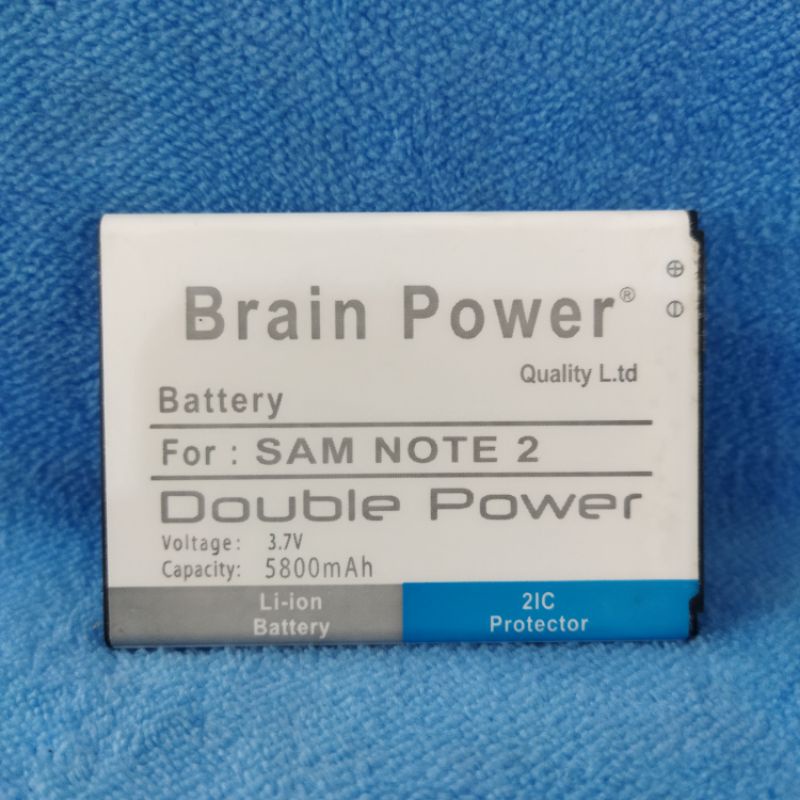 Brain Power®
Quality L.td
Battery
For : SAM NOTE 2
Double Power
Voltage: 3.7V
Capacity: 5800mAh
Li-ion
Battery
2IC
Protector